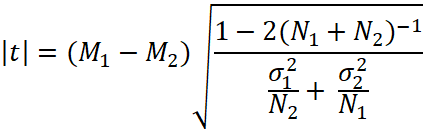 |t| = (M₁ − M₂) √((1 − 2(N₁ + N₂)⁻¹) / (σ₁²/N₂ + σ₂²/N₁))